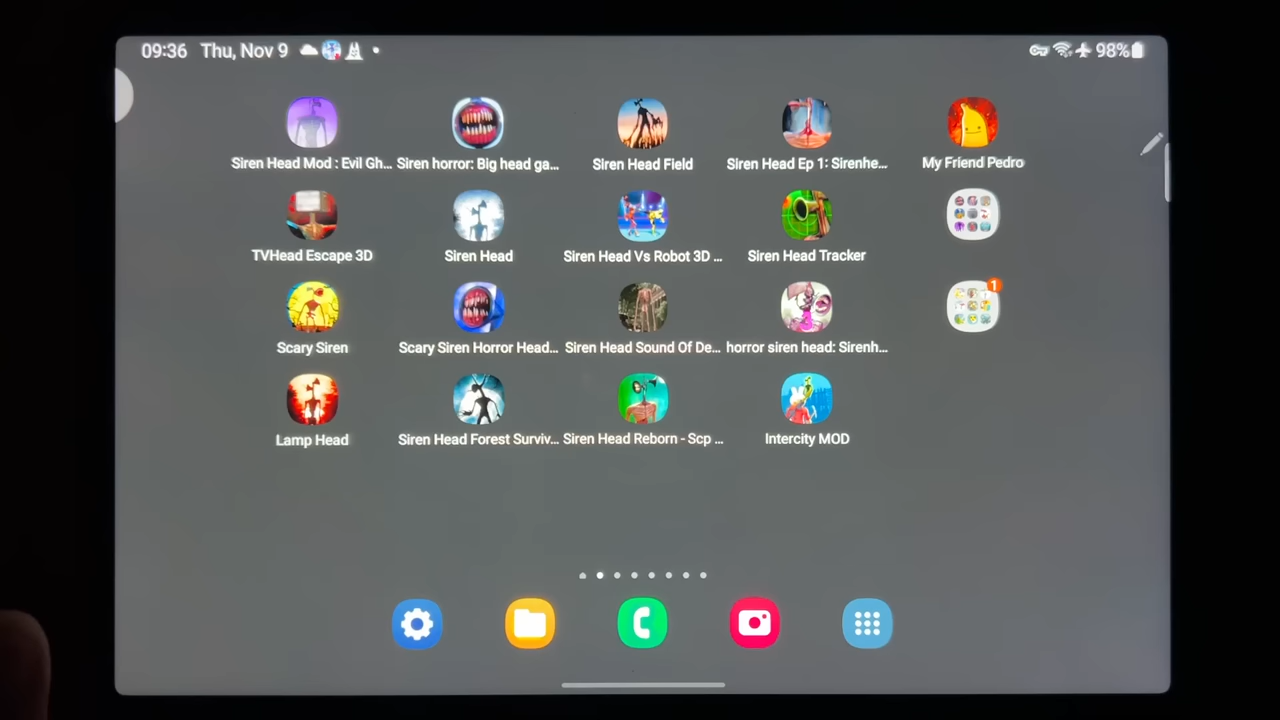 09:36 Thu, Nov 9 98%
Siren Head Mod : Evil Gh... Siren horror: Big head ga... Siren Head Field Siren Head Ep 1: Sirenhe... My Friend Pedro
TVHead Escape 3D Siren Head Siren Head Vs Robot 3D ... Siren Head Tracker
1
Scary Siren Scary Siren Horror Head... Siren Head Sound Of De... horror siren head: Sirenh...
Lamp Head Siren Head Forest Surviv... Siren Head Reborn - Scp ... Intercity MOD